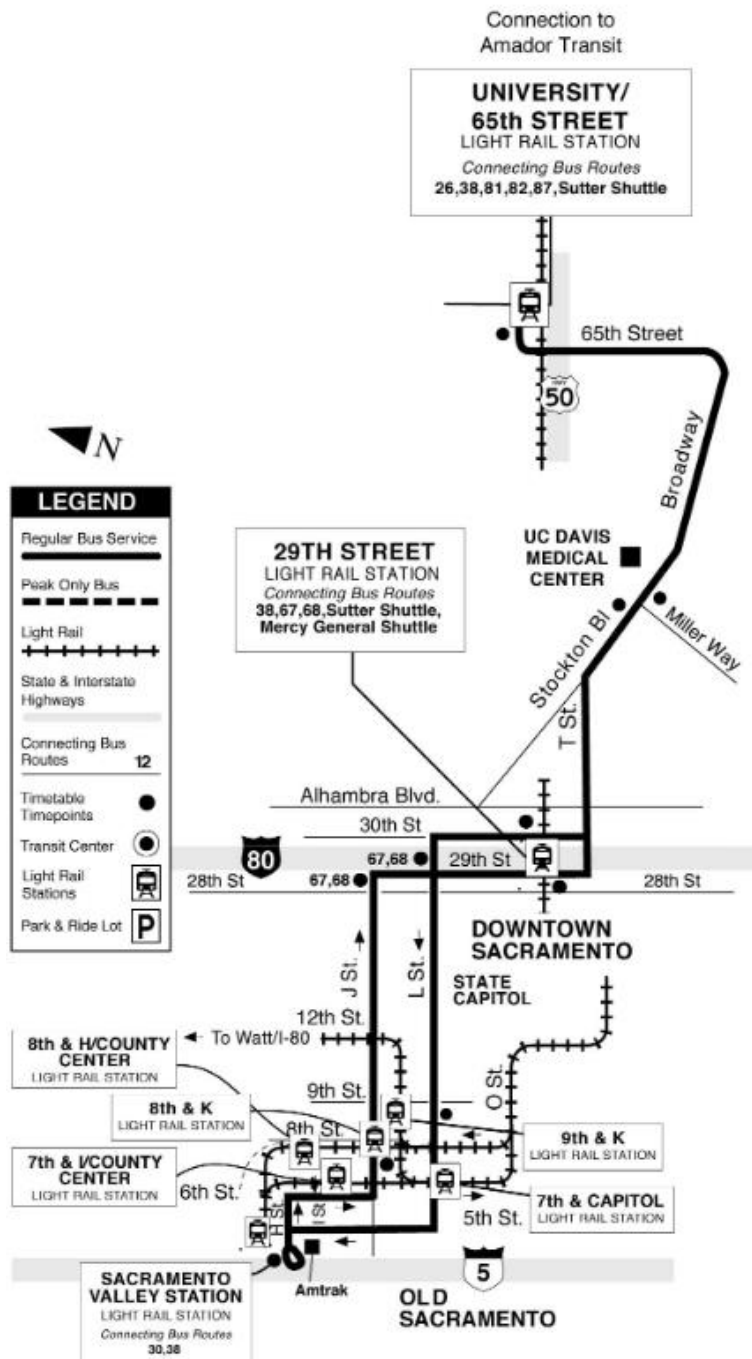 Connection to
Amador Transit
UNIVERSITY/
65th STREET
LIGHT RAIL STATION
Connecting Bus Routes
26,38,81,82,87,Sutter Shuttle
65th Street
HWY
50
Broadway
N
LEGEND
Regular Bus Service
Peak Only Bus
Light Rail
State & Interstate
Highways
Connecting Bus
Routes 12
Timetable
Timepoints
Transit Center
Light Rail
Stations
Park & Ride Lot P
29TH STREET
LIGHT RAIL STATION
Connecting Bus Routes
38,67,68,Sutter Shuttle,
Mercy General Shuttle
UC DAVIS
MEDICAL
CENTER
Stockton Bl
Miller Way
T St.
Alhambra Blvd.
30th St
80
67,68
29th St
28th St
67,68
28th St
DOWNTOWN
SACRAMENTO
STATE
CAPITOL
J St.
L St.
12th St.
To Watt/I-80
O St.
8th & H/COUNTY
CENTER
LIGHT RAIL STATION
9th St.
8th & K
LIGHT RAIL STATION
8th St.
9th & K
LIGHT RAIL STATION
7th & I/COUNTY
CENTER
LIGHT RAIL STATION
6th St.
H St.
I St
5th St.
7th & CAPITOL
LIGHT RAIL STATION
SACRAMENTO
VALLEY STATION
LIGHT RAIL STATION
Connecting Bus Routes
30,38
Amtrak
5
OLD
SACRAMENTO